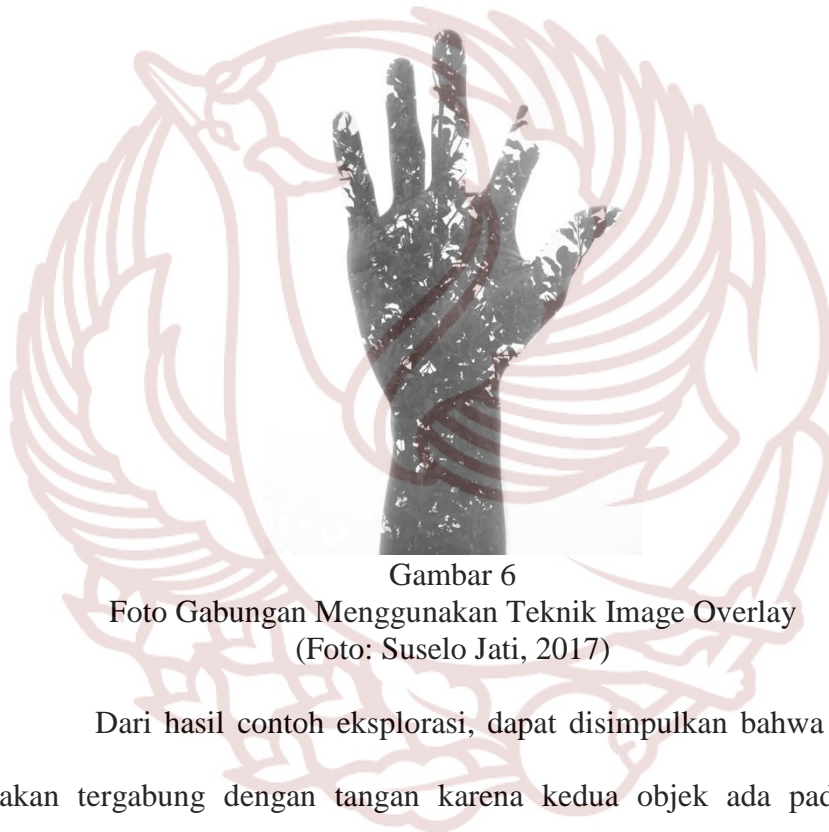 Gambar 6
Foto Gabungan Menggunakan Teknik Image Overlay
(Foto: Suselo Jati, 2017)
Dari hasil contoh eksplorasi, dapat disimpulkan bahwa
akan tergabung dengan tangan karena kedua objek ada pad